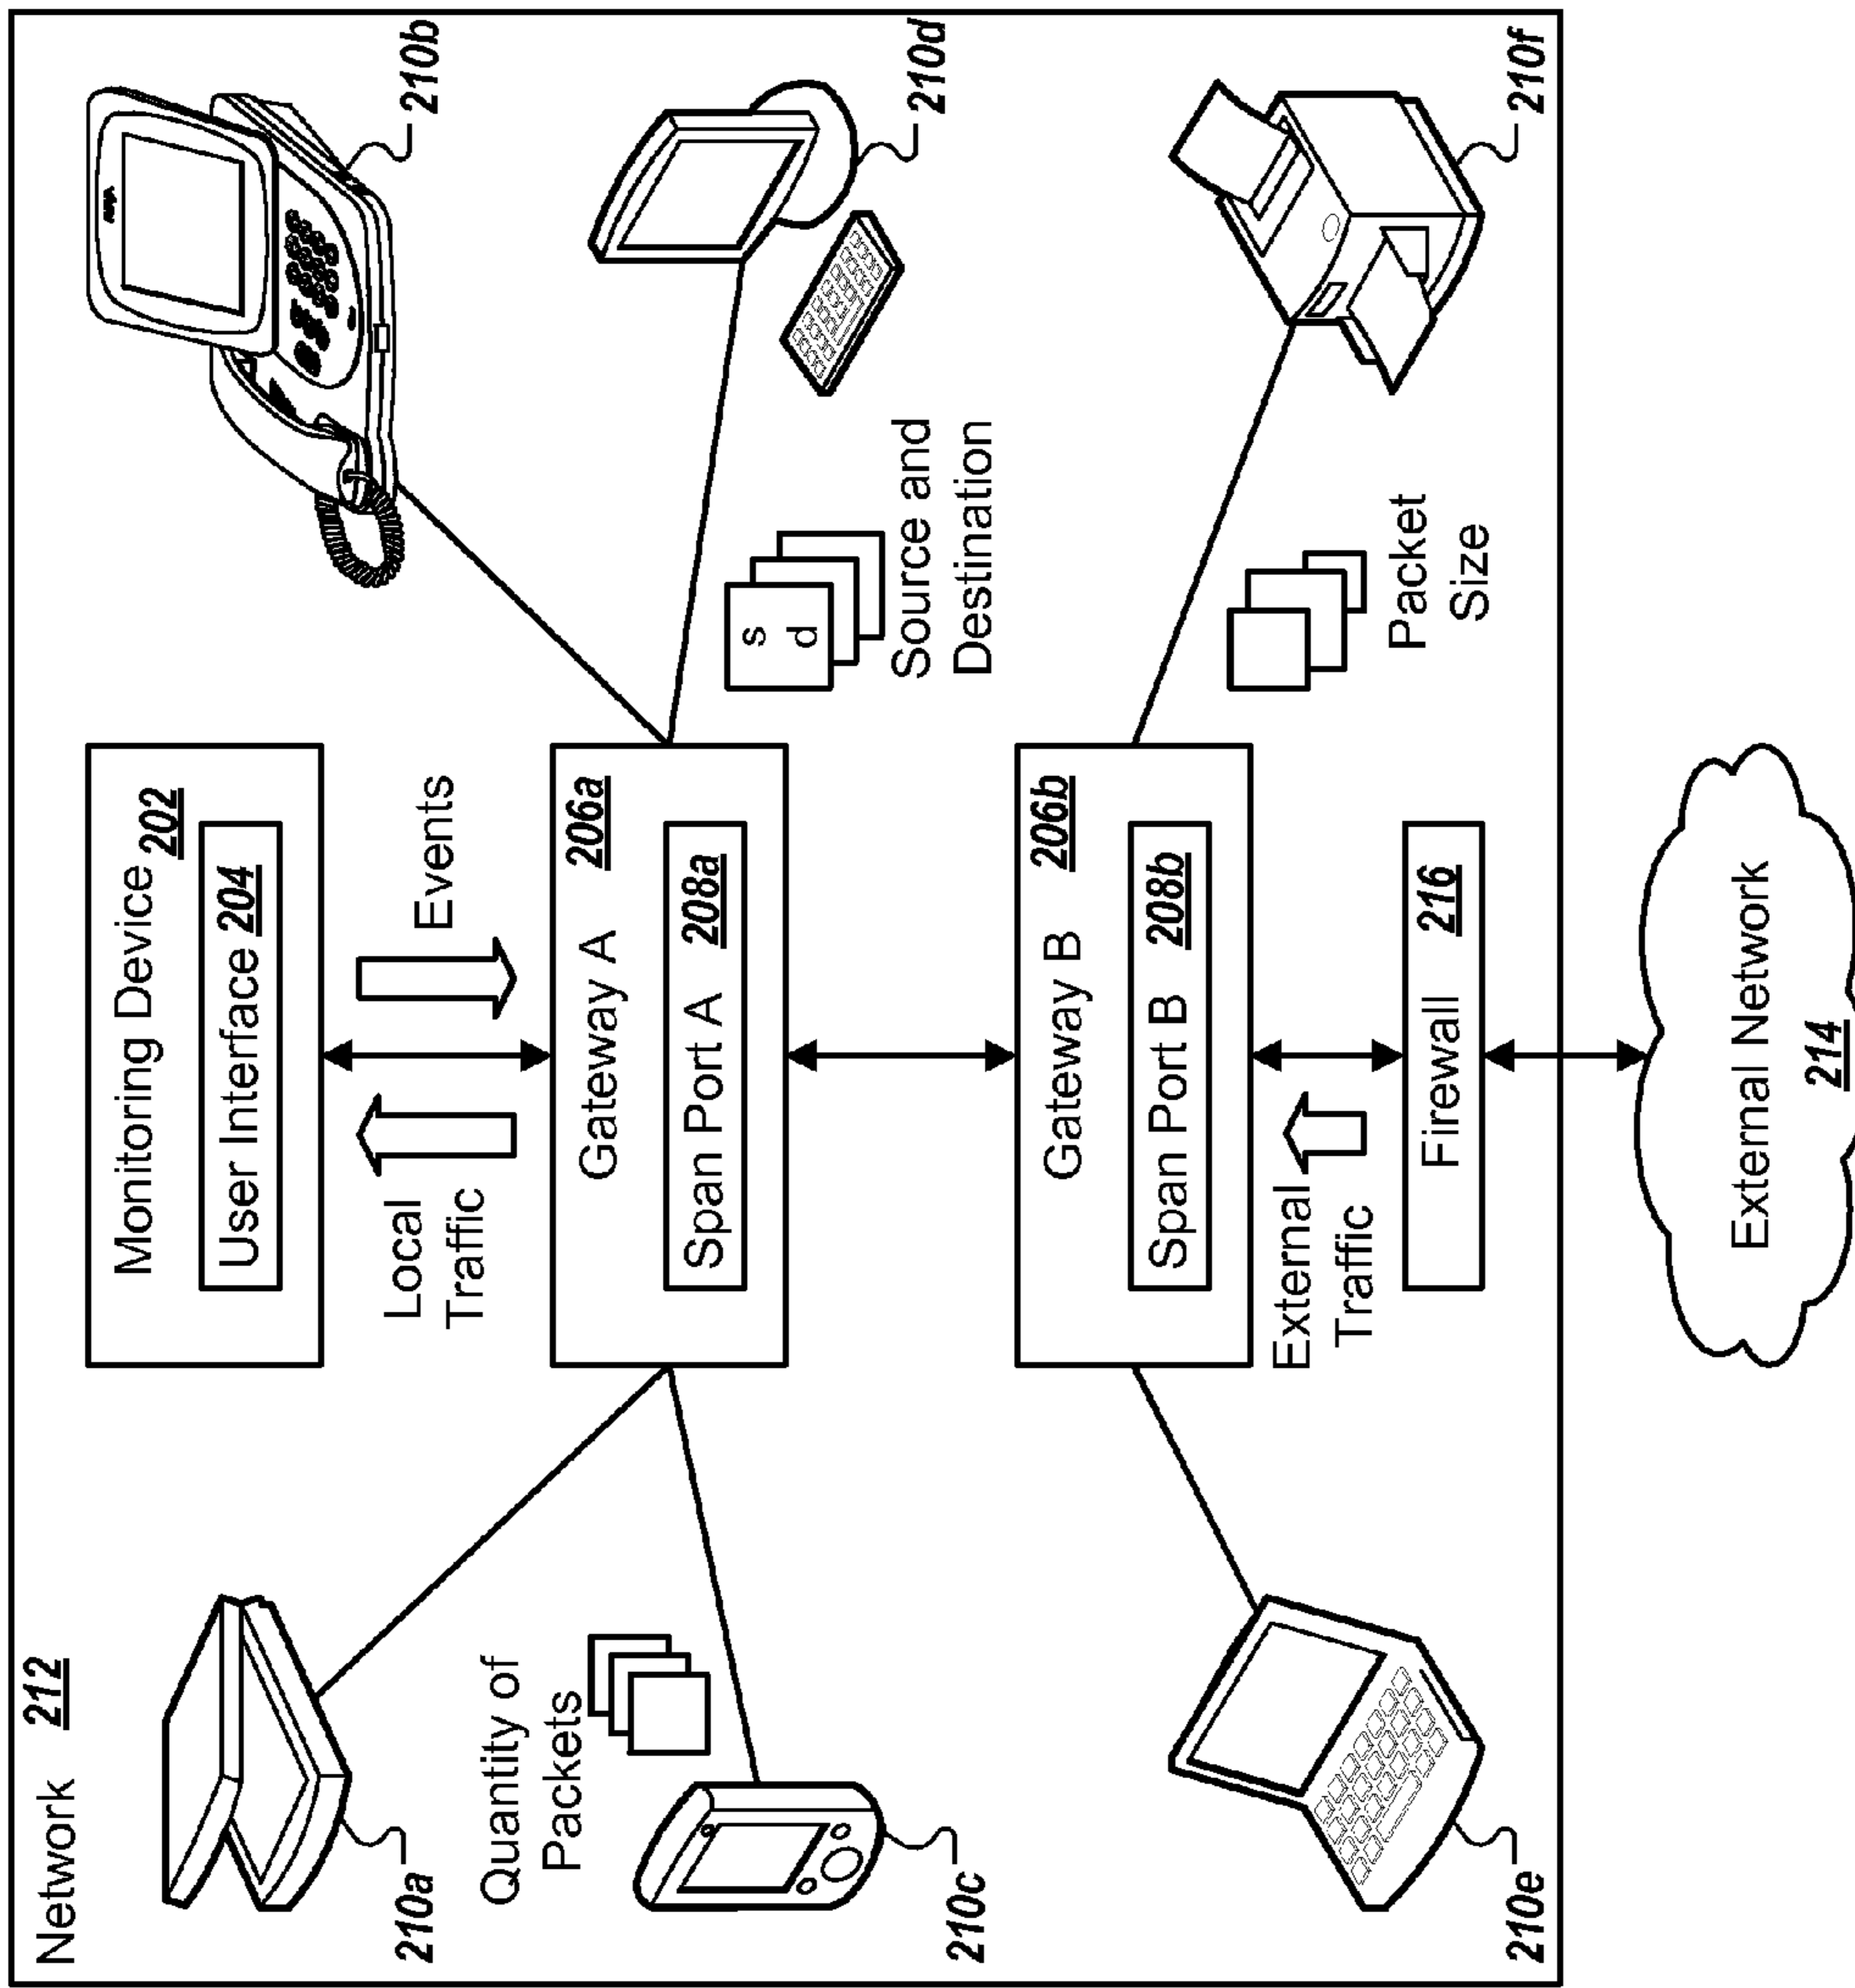 Network 212
Monitoring Device 202
User Interface 204
210a
210b
Local
Traffic
Events
Quantity of
Packets
Gateway A 206a
Span Port A 208a
Source and
Destination
s
d
210c
210d
Gateway B 206b
Span Port B 208b
External
Traffic
Packet
Size
Firewall 216
210e
210f
External Network
214